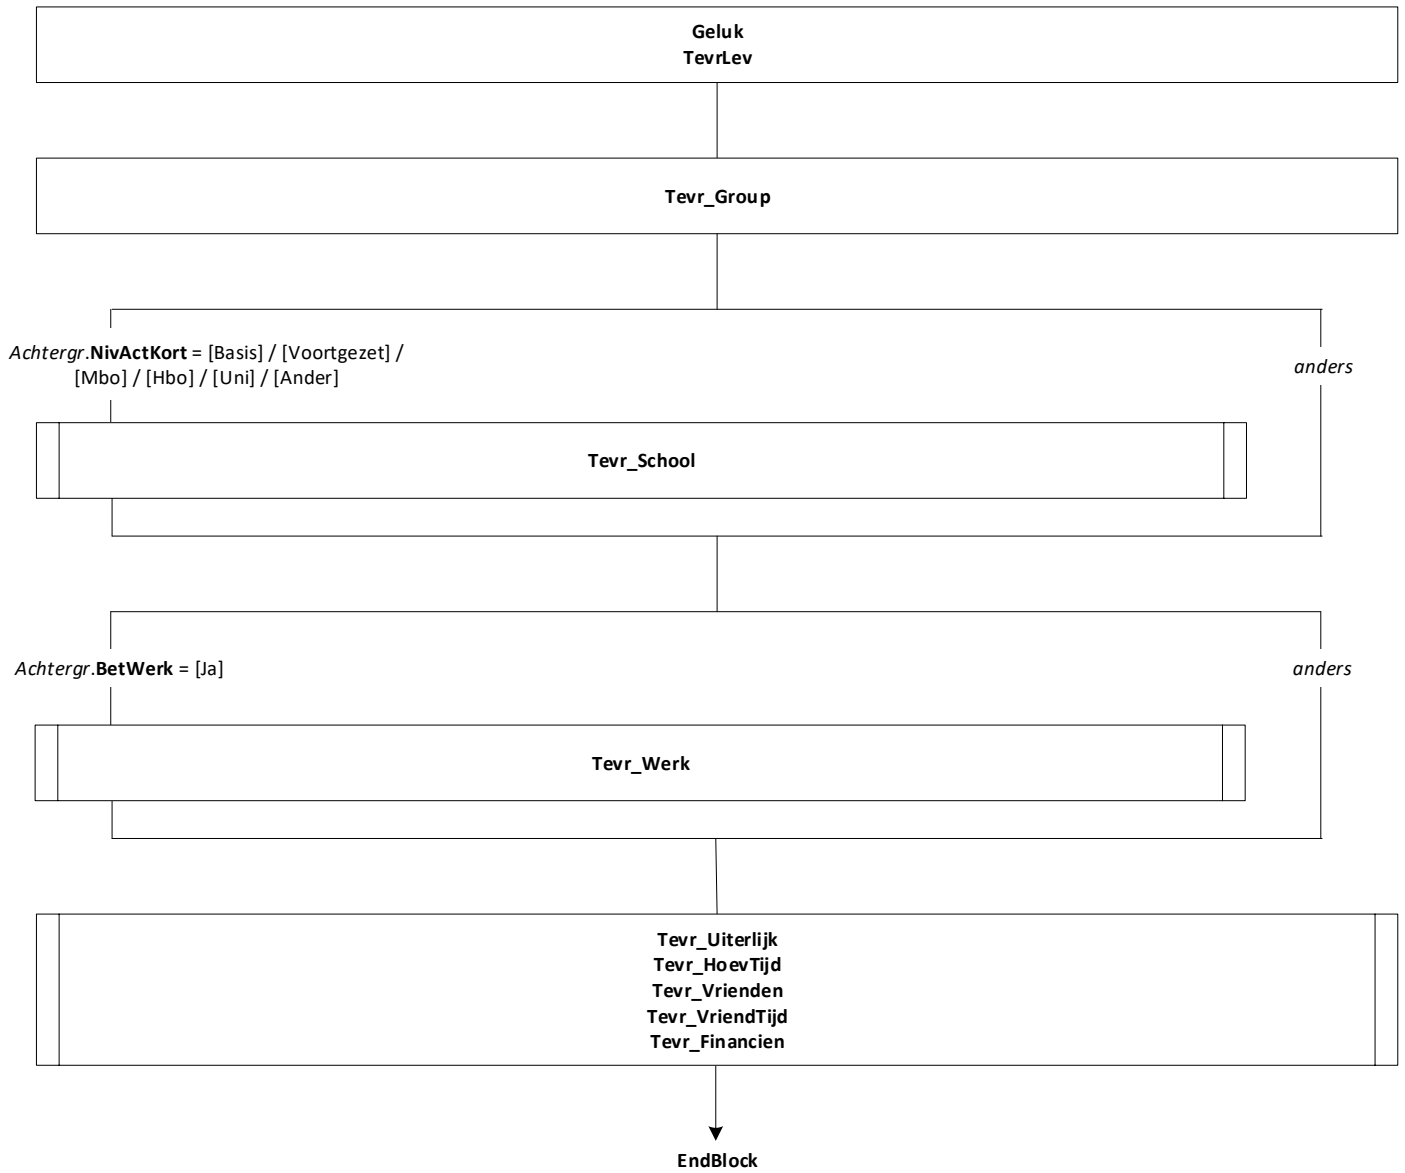 Geluk
TevrLev
Tevr_Group
Achtergr.NivActKort = [Basis] / [Voortgezet] /
[Mbo] / [Hbo] / [Uni] / [Ander]
anders
Tevr_School
Achtergr.BetWerk = [Ja]
anders
Tevr_Werk
Tevr_Uiterlijk
Tevr_HoevTijd
Tevr_Vrienden
Tevr_VriendTijd
Tevr_Financien
EndBlock